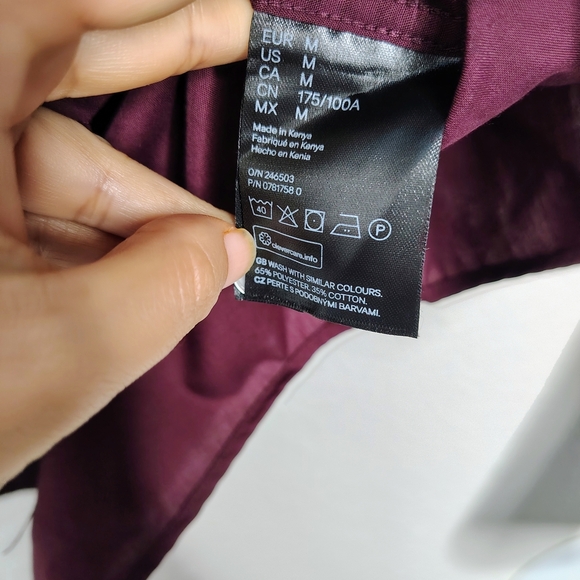 EUR M
US M
CA M
CN 175/100A
MX M
Made in Kenya
Fabriqué en Kenya
Hecho en Kenia
O/N 246503
P/N 0781758 0
40
P
clevercare.info
GB WASH WITH SIMILAR COLOURS.
65% POLYESTER, 35% COTTON.
CZ PERTE S PODOBNÝMI BARVAMI.